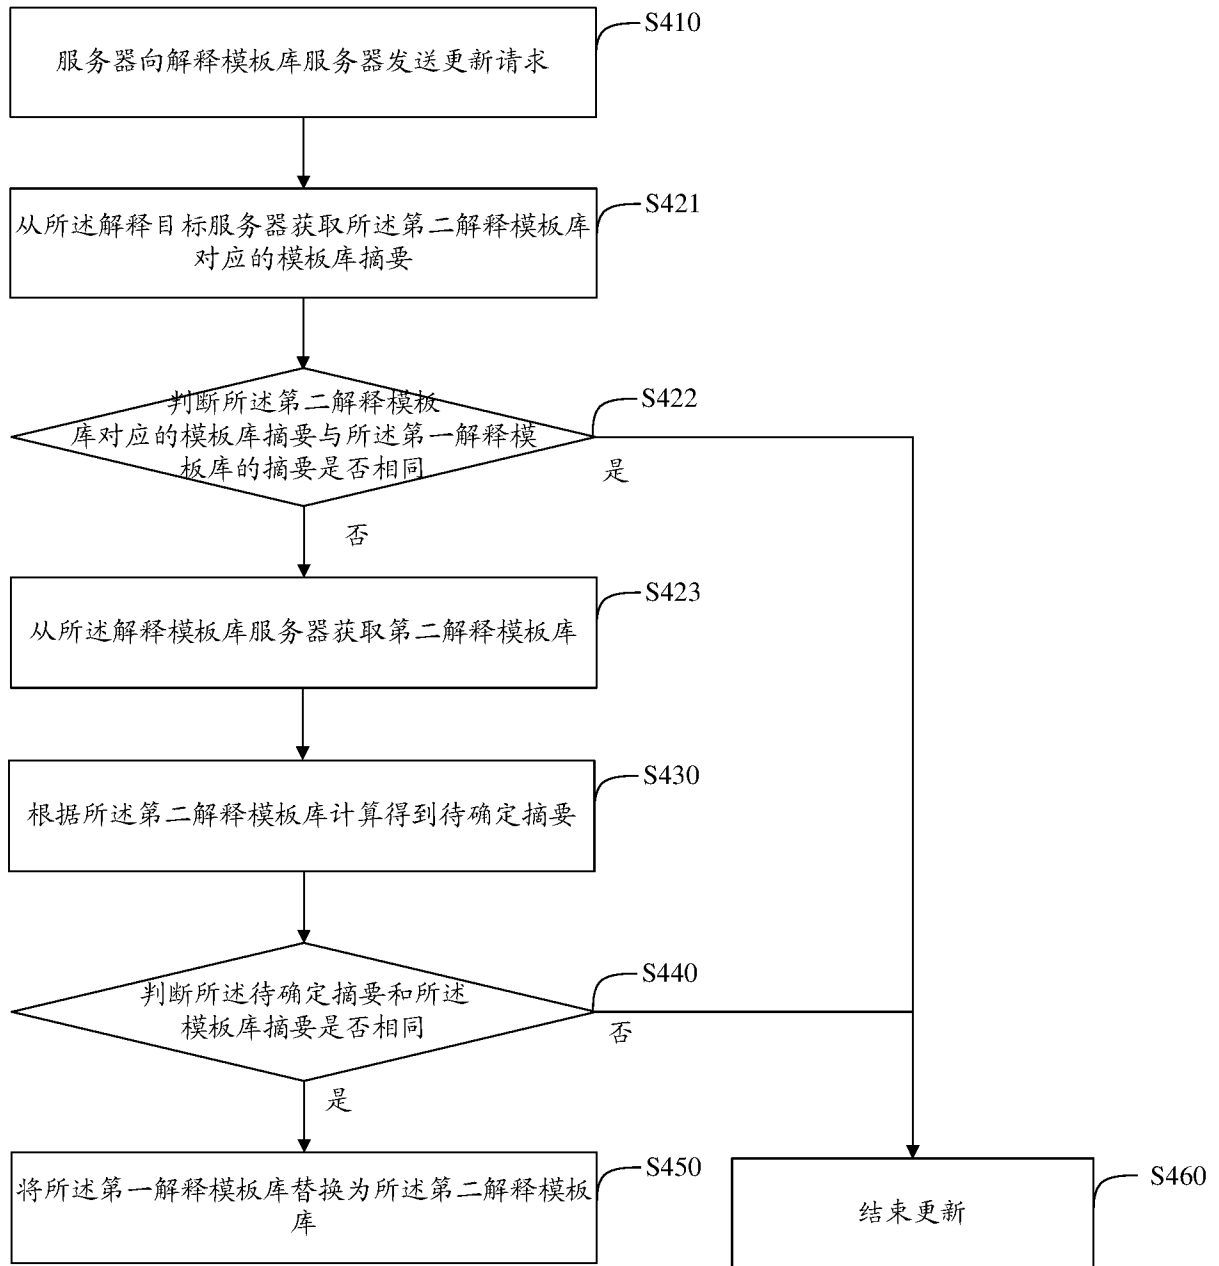 S410
服务器向解释模板库服务器发送更新请求
S421
从所述解释目标服务器获取所述第二解释模板库
对应的模板库摘要
S422
判断所述第二解释模板
库对应的模板库摘要与所述第一解释模
板库的摘要是否相同
是
否
S423
从所述解释模板库服务器获取第二解释模板库
S430
根据所述第二解释模板库计算得到待确定摘要
S440
判断所述待确定摘要和所述
模板库摘要是否相同
否
是
S450
将所述第一解释模板库替换为所述第二解释模板
库
S460
结束更新